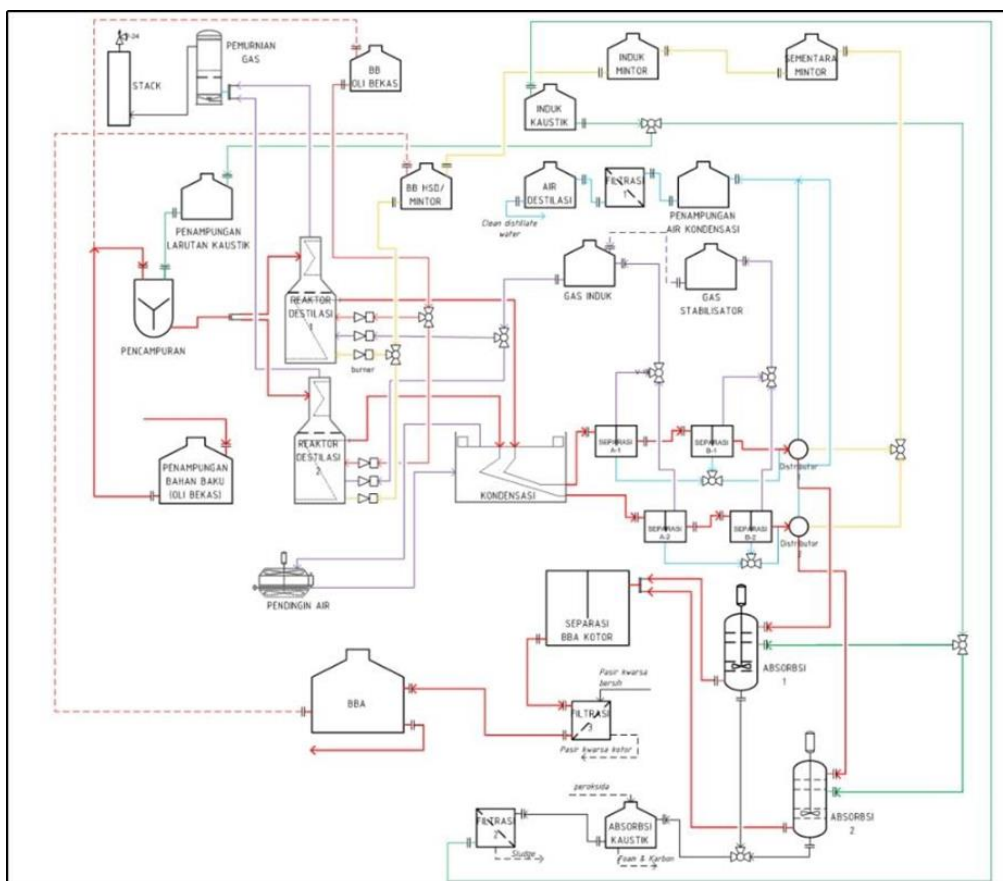 P-24
STACK
PEMURNIAN
GAS
BB
OLI BEKAS
INDUK
MINTOR
SEMENTARA
MINTOR
INDUK
KAUSTIK
PENAMPUNGAN
LARUTAN KAUSTIK
BB HSD/
MINTOR
AIR
DESTILASI
Clean distillate
water
FILTRASI
1
PENAMPUNGAN
AIR KONDENSASI
PENCAMPURAN
REAKTOR
DESTILASI
1
burner
GAS INDUK
GAS
STABILISATOR
PENAMPUNGAN
BAHAN BAKU
(OLI BEKAS)
REAKTOR
DESTILASI
2
KONDENSASI
SEPARASI
A-1
SEPARASI
B-1
Distributor
SEPARASI
A-2
SEPARASI
B-2
Distributor
PENDINGIN AIR
SEPARASI
BBA KOTOR
ABSORBSI
1
BBA
Pasir kwarsa
bersih
FILTRASI
3
Pasir kwarsa kotor
peroksida
FILTRASI
2
Sludge
ABSORBSI
KAUSTIK
Foam & Karbon
ABSORBSI
2